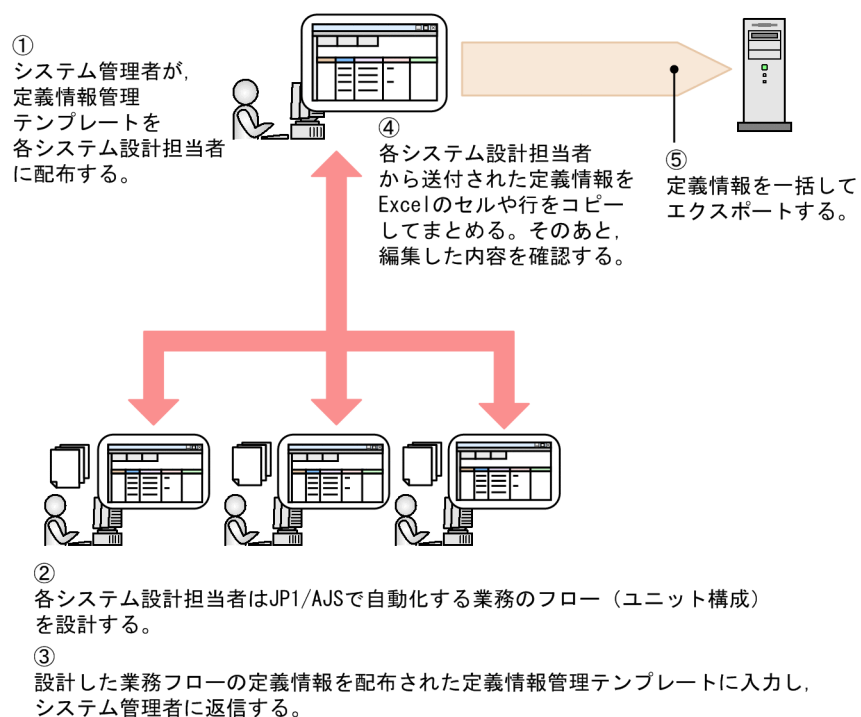 ①
システム管理者が,
定義情報管理
テンプレートを
各システム設計担当者
に配布する。
④
各システム設計担当者
から送付された定義情報を
Excelのセルや行をコピー
してまとめる。そのあと,
編集した内容を確認する。
⑤
定義情報を一括して
エクスポートする。
②
各システム設計担当者はJP1/AJSで自動化する業務のフロー（ユニット構成）
を設計する。
③
設計した業務フローの定義情報を配布された定義情報管理テンプレートに入力し,
システム管理者に返信する。